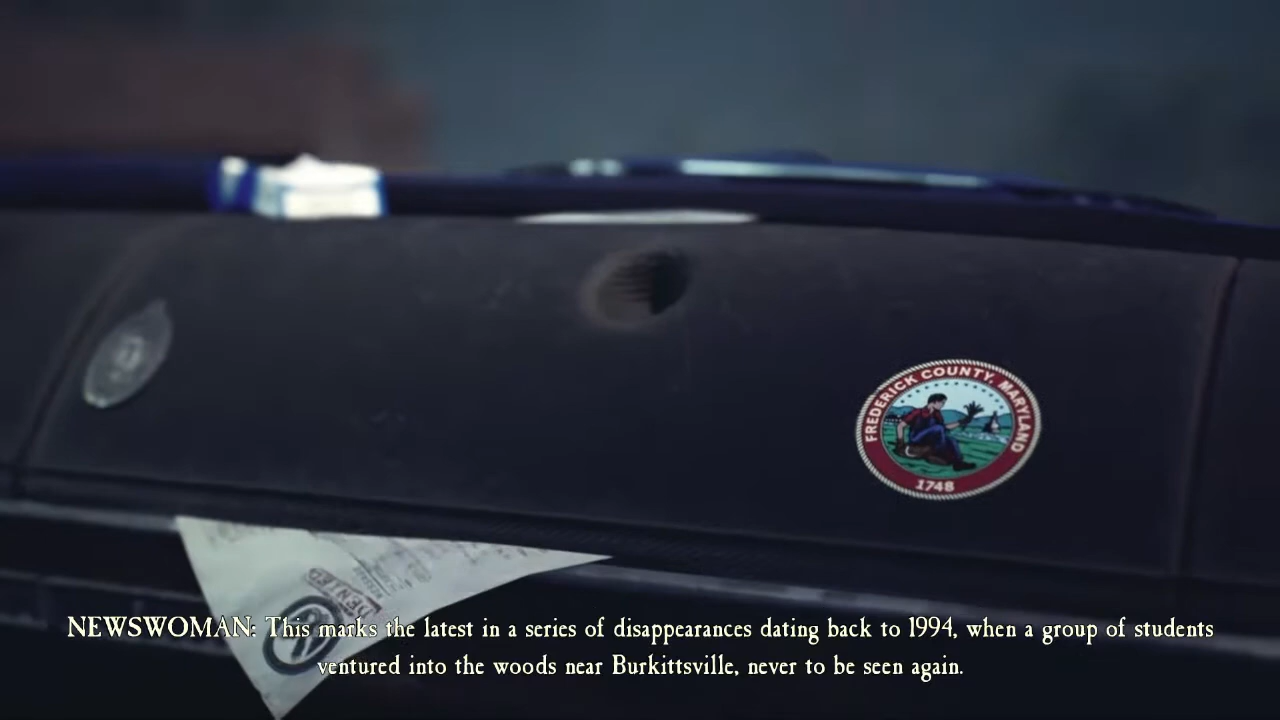 FREDERICK COUNTY, MARYLAND
1748
DENIED
NEWSWOMAN: This marks the latest in a series of disappearances dating back to 1994, when a group of students
ventured into the woods near Burkittsville, never to be seen again.